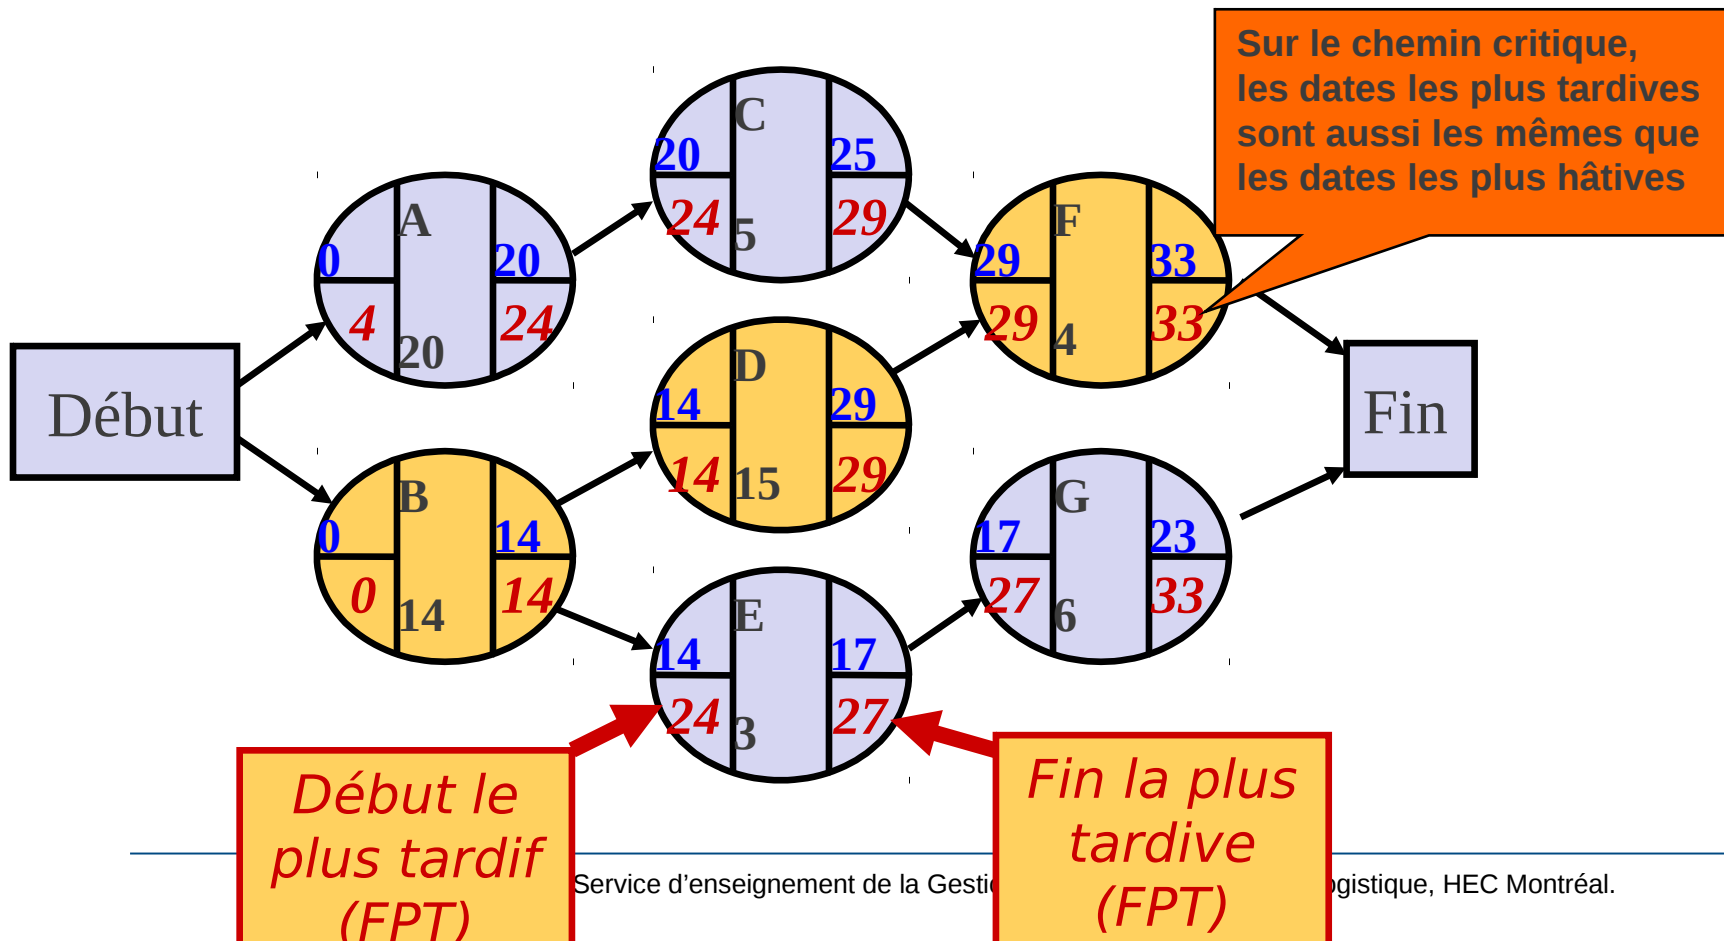 Sur le chemin critique,
les dates les plus tardives
sont aussi les mêmes que
les dates les plus hâtives
C
20 25
24 29
5
A
0 20
4 24
20
F
29 33
29 33
4
Début
D
14 29
14 29
15
Fin
B
0 14
0 14
14
G
17 23
27 33
6
E
14 17
24 27
3
Début le
plus tardif
(FPT)
Fin la plus
tardive
(FPT)
Service d’enseignement de la Gesti ogistique, HEC Montréal.